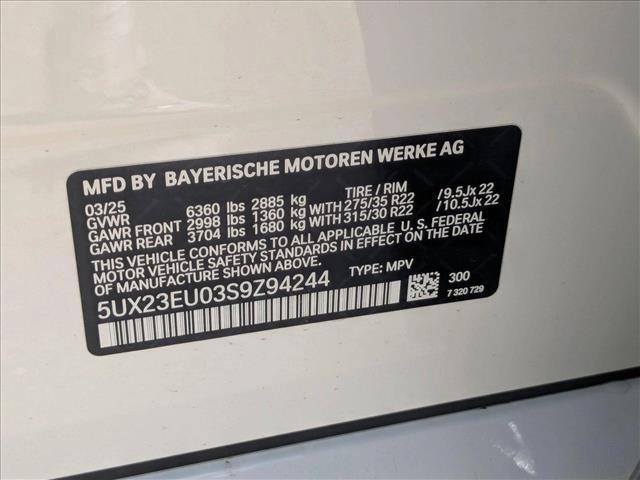 MFD BY BAYERISCHE MOTOREN WERKE AG
03/25 TIRE / RIM
GVWR 6360 lbs 2885 kg
GAWR FRONT 2998 lbs 1360 kg WITH 275/35 R22 /9.5Jx 22
GAWR REAR 3704 lbs 1680 kg WITH 315/30 R22 /10.5Jx 22
THIS VEHICLE CONFORMS TO ALL APPLICABLE U.S. FEDERAL
MOTOR VEHICLE SAFETY STANDARDS IN EFFECT ON THE DATE
OF MANUFACTURE SHOWN ABOVE.
5UX23EU03S9Z94244 TYPE: MPV 300
7 320 729